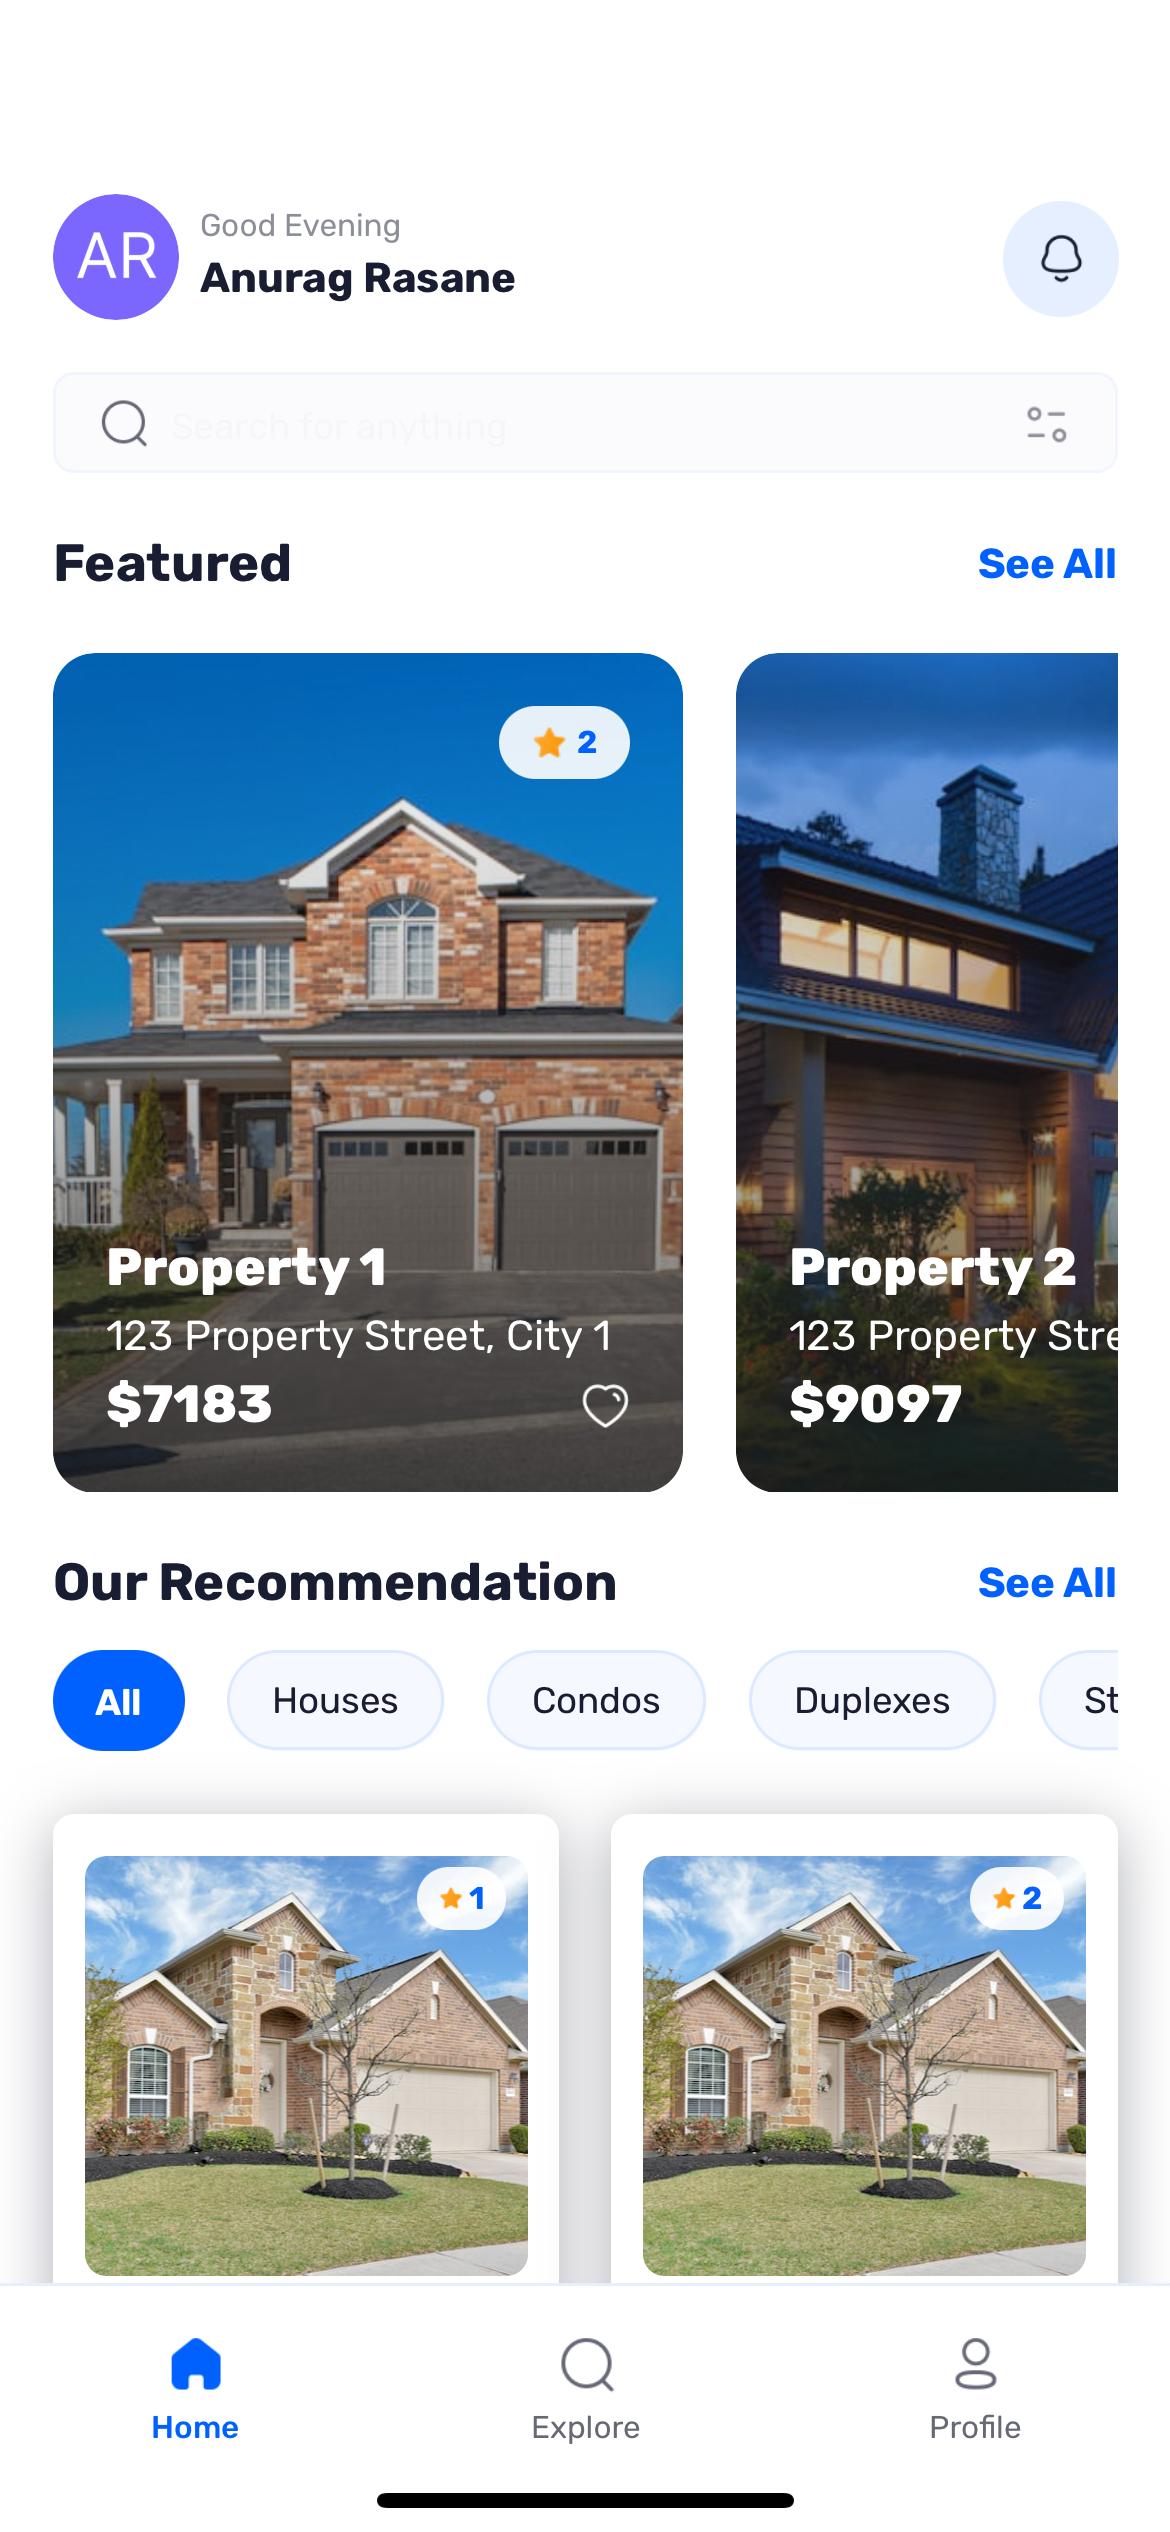 AR
Good Evening
Anurag Rasane
Search for anything
Featured
See All
2
Property 1
123 Property Street, City 1
$7183
Property 2
123 Property Stre
$9097
Our Recommendation
See All
All
Houses
Condos
Duplexes
St
1
2
Home
Explore
Profile